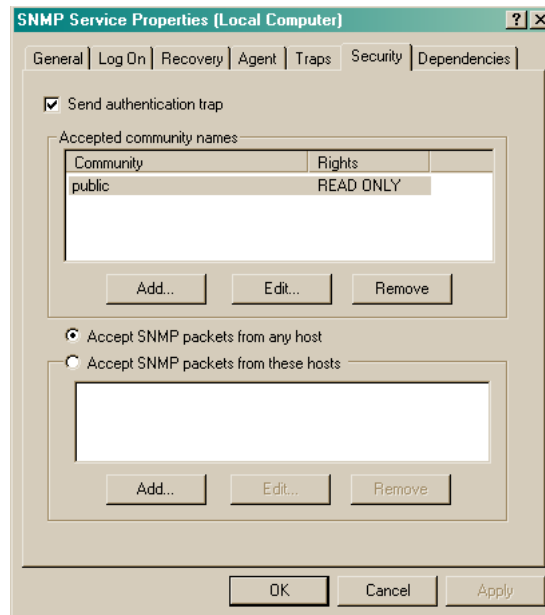 SNMP Service Properties (Local Computer)
General Log On Recovery Agent Traps Security Dependencies
Send authentication trap
Accepted community names
Community Rights
public READ ONLY
Add... Edit... Remove
Accept SNMP packets from any host
Accept SNMP packets from these hosts
Add... Edit... Remove
OK Cancel Apply